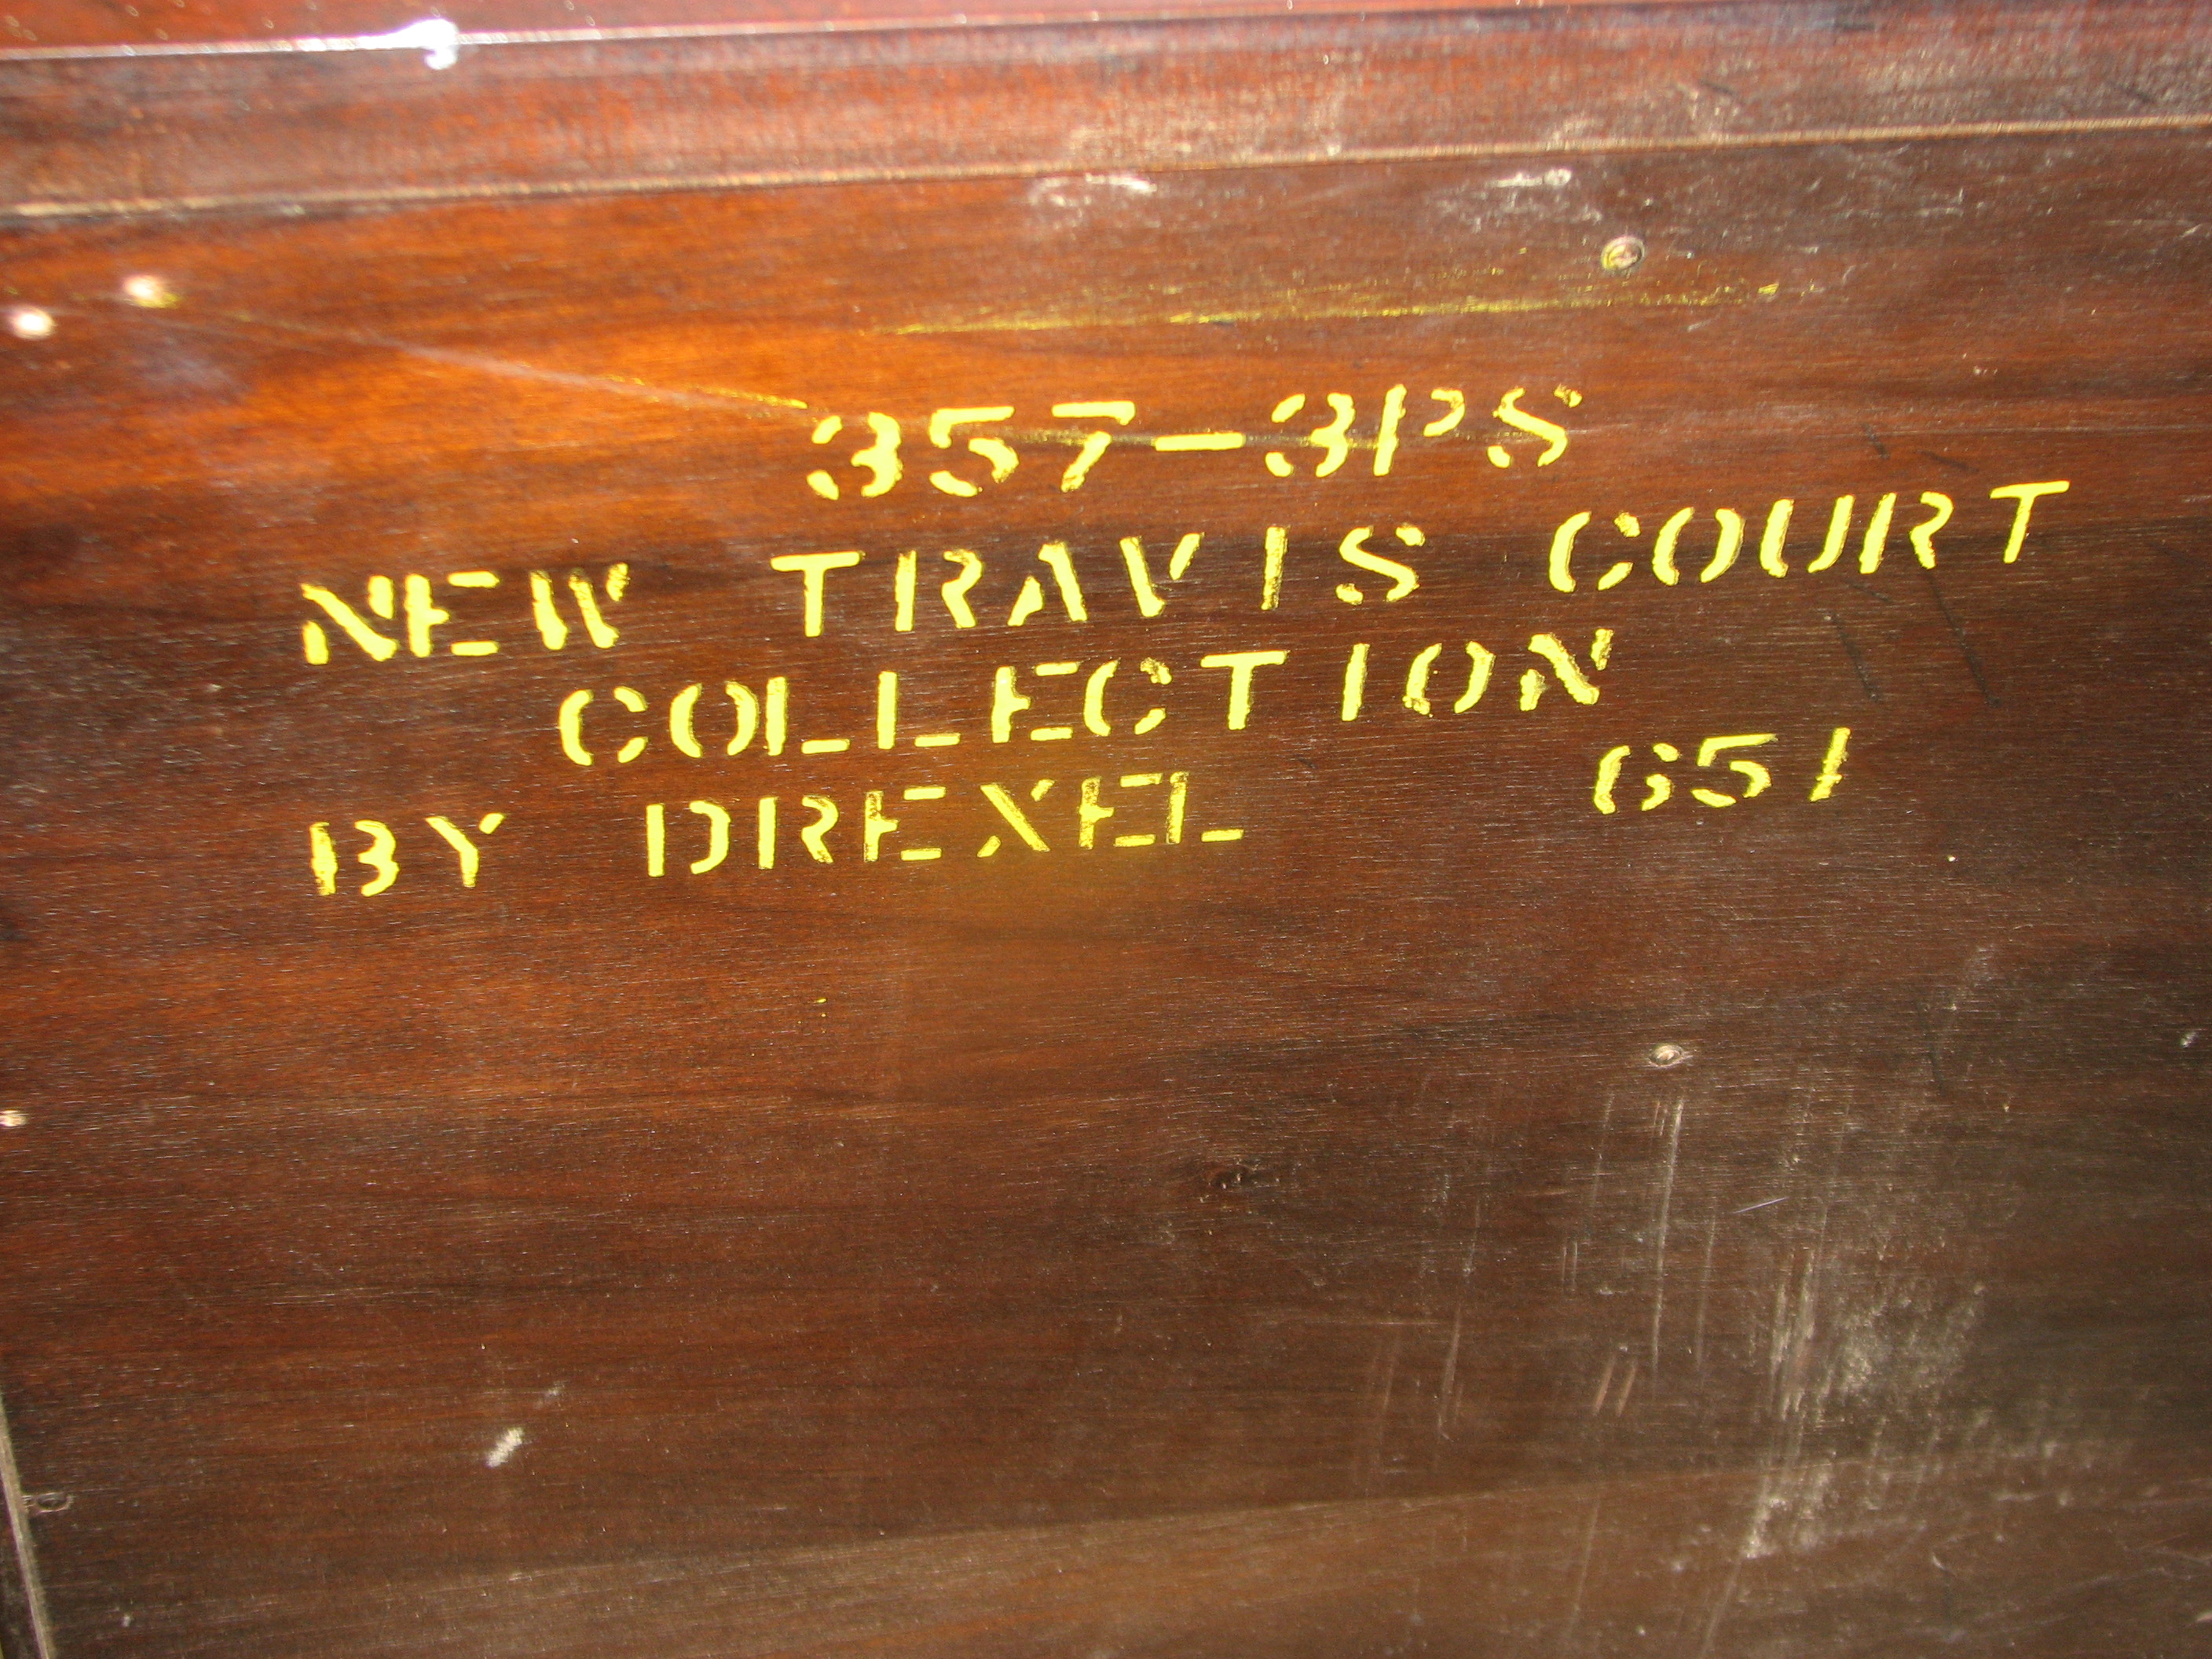 357-3PS
NEW TRAVIS COURT
COLLECTION
BY DREXEL 651